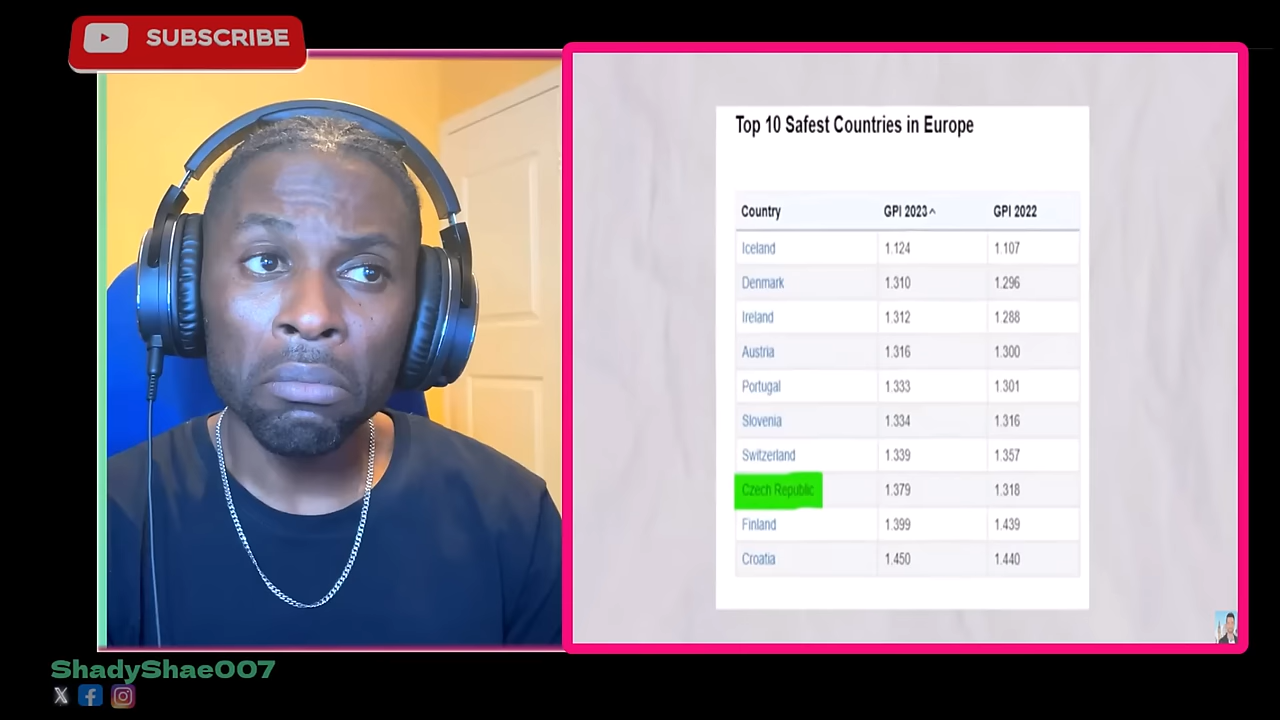 SUBSCRIBE
Top 10 Safest Countries in Europe
Country GPI 2023^ GPI 2022
Iceland 1.124 1.107
Denmark 1.310 1.296
Ireland 1.312 1.288
Austria 1.316 1.300
Portugal 1.333 1.301
Slovenia 1.334 1.316
Switzerland 1.339 1.357
Czech Republic 1.379 1.318
Finland 1.399 1.439
Croatia 1.450 1.440
ShadyShae007